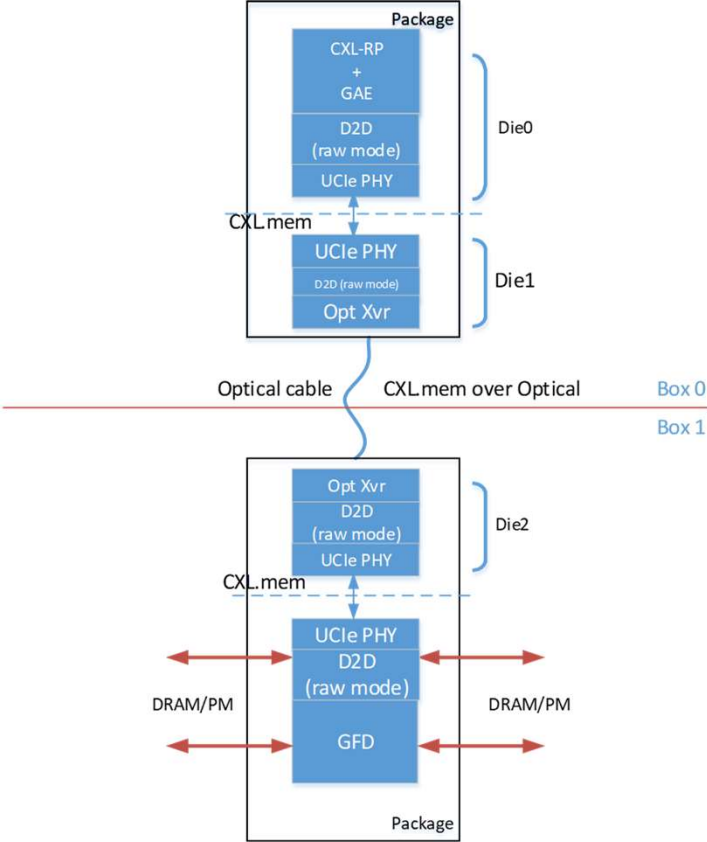 Package
CXL-RP
+
GAE
D2D
(raw mode)
UCIe PHY
Die0
CXL.mem
UCIe PHY
D2D (raw mode)
Opt Xvr
Die1
Optical cable
CXL.mem over Optical
Box 0
Box 1
Opt Xvr
D2D
(raw mode)
UCIe PHY
Die2
CXL.mem
UCIe PHY
D2D
(raw mode)
GFD
DRAM/PM
DRAM/PM
Package